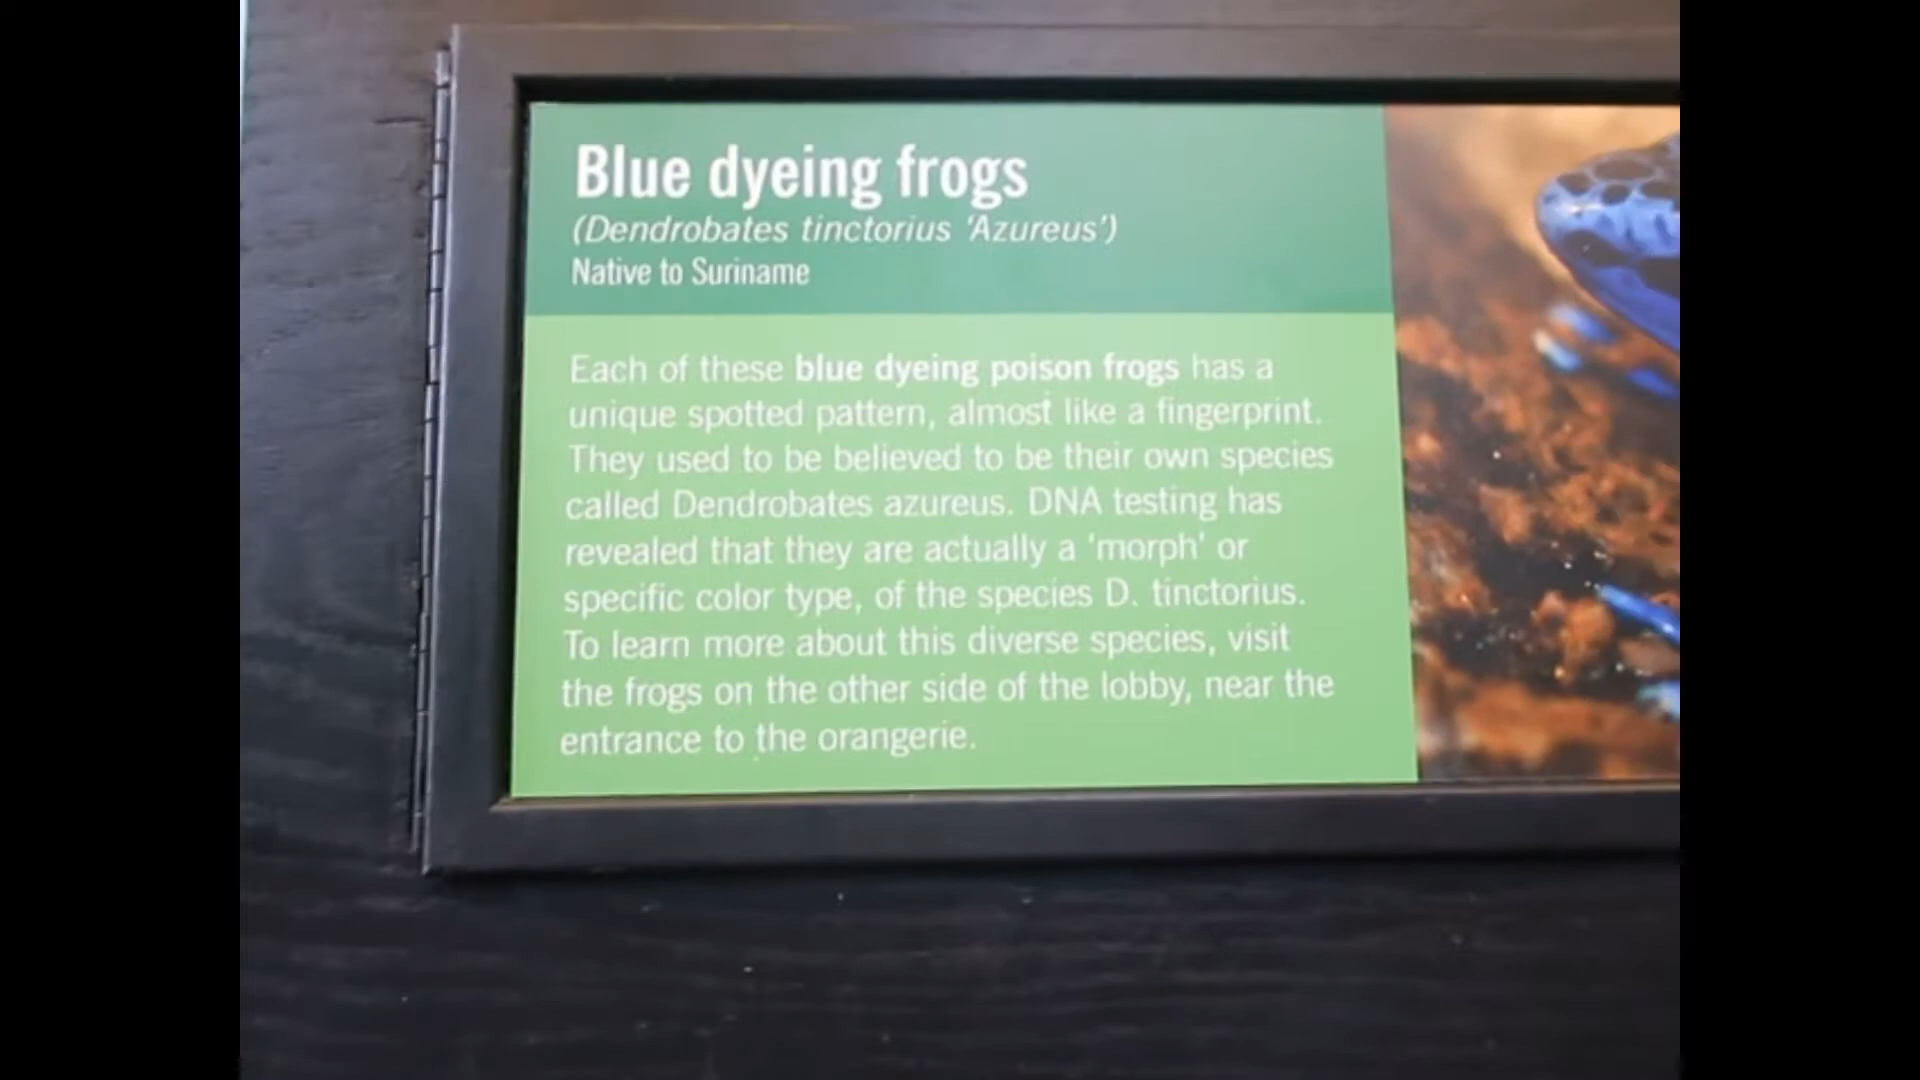 Blue dyeing frogs
(Dendrobates tinctorius ‘Azureus’)
Native to Suriname
Each of these blue dyeing poison frogs has a
unique spotted pattern, almost like a fingerprint.
They used to be believed to be their own species
called Dendrobates azureus. DNA testing has
revealed that they are actually a ‘morph’ or
specific color type, of the species D. tinctorius.
To learn more about this diverse species, visit
the frogs on the other side of the lobby, near the
entrance to the orangerie.